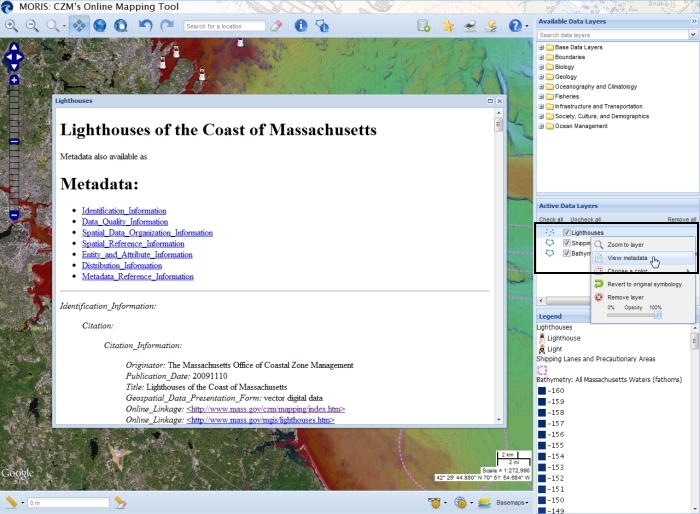 MORIS: CZM's Online Mapping Tool
Search for a location
Available Data Layers
Search data layers
Base Data Layers
Boundaries
Biology
Geology
Oceanography and Climatology
Fisheries
Infrastructure and Transportation
Society, Culture, and Demographics
Ocean Management
Lighthouses
Lighthouses of the Coast of Massachusetts
Metadata also available as
Metadata:
Identification_Information
Data_Quality_Information
Spatial_Data_Organization_Information
Spatial_Reference_Information
Entity_and_Attribute_Information
Distribution_Information
Metadata_Reference_Information
Identification_Information:
Citation:
Citation_Information:
Originator: The Massachusetts Office of Coastal Zone Management
Publication_Date: 20091110
Title: Lighthouses of the Coast of Massachusetts
Geospatial_Data_Presentation_Form: vector digital data
Online_Linkage: <http://www.mass.gov/czm/mapping/index.htm>
Online_Linkage: <http://www.mass.gov/mgis/lighthouses.htm>
Active Data Layers
Check all Uncheck all Remove all
Lighthouses
Shipping
Bathym
Zoom to layer
View metadata
Choose a color
Revert to original symbology
Remove layer
0% Opacity 100%
Legend
Lighthouses
Lighthouse
Light
Shipping Lanes and Precautionary Areas
Bathymetry: All Massachusetts Waters (fathoms)
-160
-159
-158
-157
-156
-155
-154
-153
-152
-151
-150
-149
Google
2 km
2 mi
Scale = 1:272,990
42° 29' 44.880" N 70° 51' 54.684" W
0 m
Basemaps